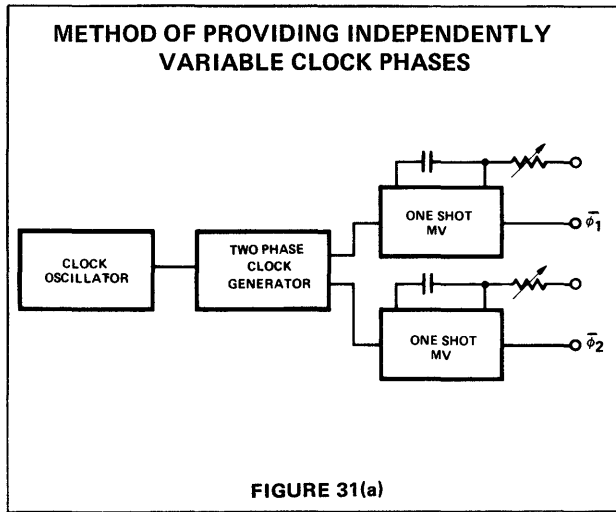 METHOD OF PROVIDING INDEPENDENTLY
VARIABLE CLOCK PHASES
CLOCK
OSCILLATOR
TWO PHASE
CLOCK
GENERATOR
ONE SHOT
MV
ϕ̅1
ONE SHOT
MV
ϕ̅2
FIGURE 31(a)